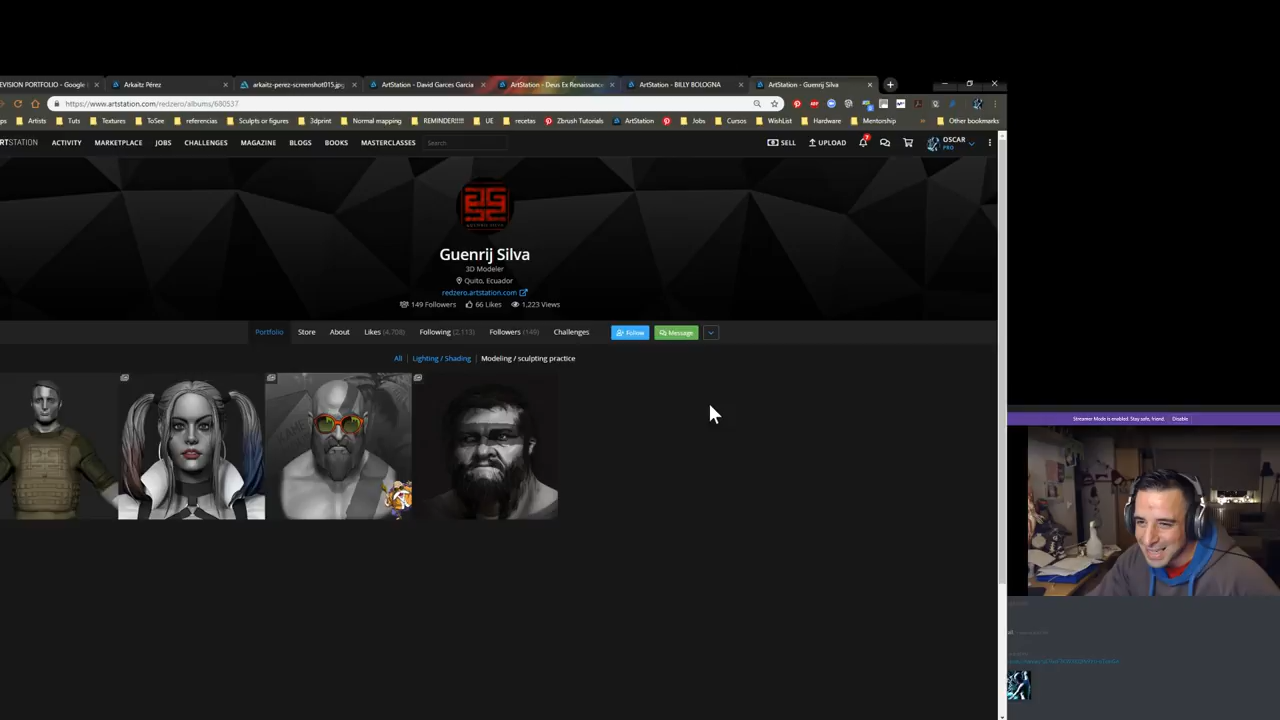 EVISION PORTFOLIO - Google
Arkaitz Pérez
arkaitz-perez-screenshot015.jpg
ArtStation - David Garces Garcia
ArtStation - Deus Ex Renaissance
ArtStation - BILLY BOLOGNA
ArtStation - Guenrij Silva
https://www.artstation.com/redzero/albums/680537
ps
Artists
Tuts
Textures
ToSee
referencias
Sculpts or figures
3dprint
Normal mapping
REMINDER!!!!
UE
recetas
Zbrush Tutorials
ArtStation
Jobs
Cursos
WishList
Hardware
Mentorship
Other bookmarks
RTSTATION
ACTIVITY
MARKETPLACE
JOBS
CHALLENGES
MAGAZINE
BLOGS
BOOKS
MASTERCLASSES
Search
SELL
UPLOAD
OSCAR
PRO
Guenrij Silva
3D Modeler
Quito, Ecuador
redzero.artstation.com
149 Followers 66 Likes 1,223 Views
Portfolio
Store
About
Likes (4,708)
Following (2,113)
Followers (149)
Challenges
Follow
Message
All
Lighting / Shading
Modeling / sculpting practice
Streamer Mode is enabled. Stay safe, friend.
Disable